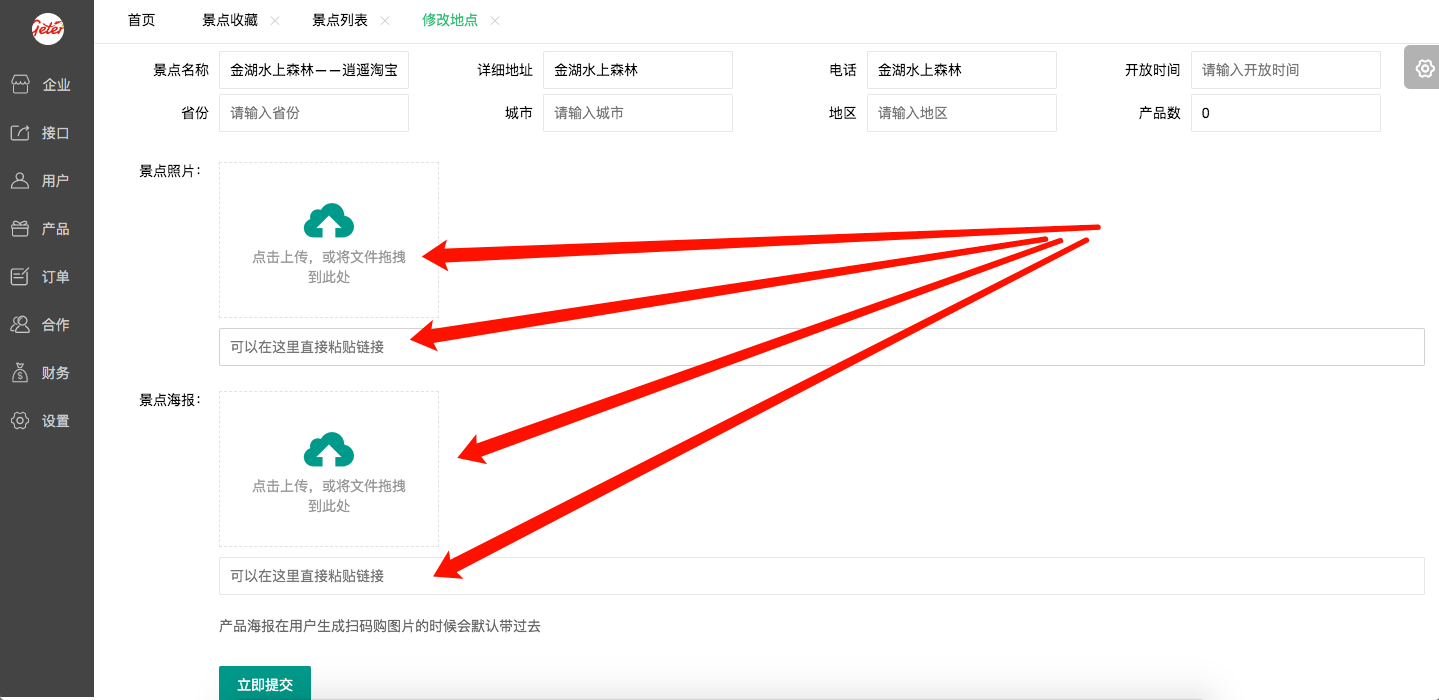 Geter
首页 景点收藏 景点列表 修改地点
企业
接口
用户
产品
订单
合作
财务
设置
景点名称 金湖水上森林——逍遥淘宝 详细地址 金湖水上森林 电话 金湖水上森林 开放时间 请输入开放时间
省份 请输入省份 城市 请输入城市 地区 请输入地区 产品数 0
景点照片：
点击上传，或将文件拖拽
到此处
可以在这里直接粘贴链接
景点海报：
点击上传，或将文件拖拽
到此处
可以在这里直接粘贴链接
产品海报在用户生成扫码购图片的时候会默认带过去
立即提交